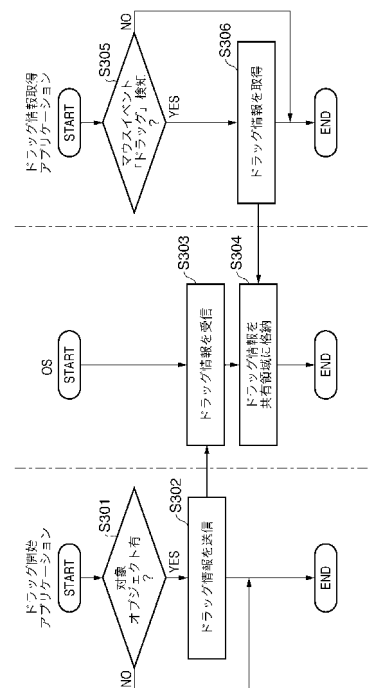 ドラッグ開始
アプリケーション
START
S301
対象
オブジェクト有
?
NO
YES
S302
ドラッグ情報を送信
END
OS
START
S303
ドラッグ情報を受信
S304
ドラッグ情報を
共有領域に格納
END
ドラッグ情報取得
アプリケーション
START
S305
マウスイベント
「ドラッグ」検知
?
NO
YES
S306
ドラッグ情報を取得
END